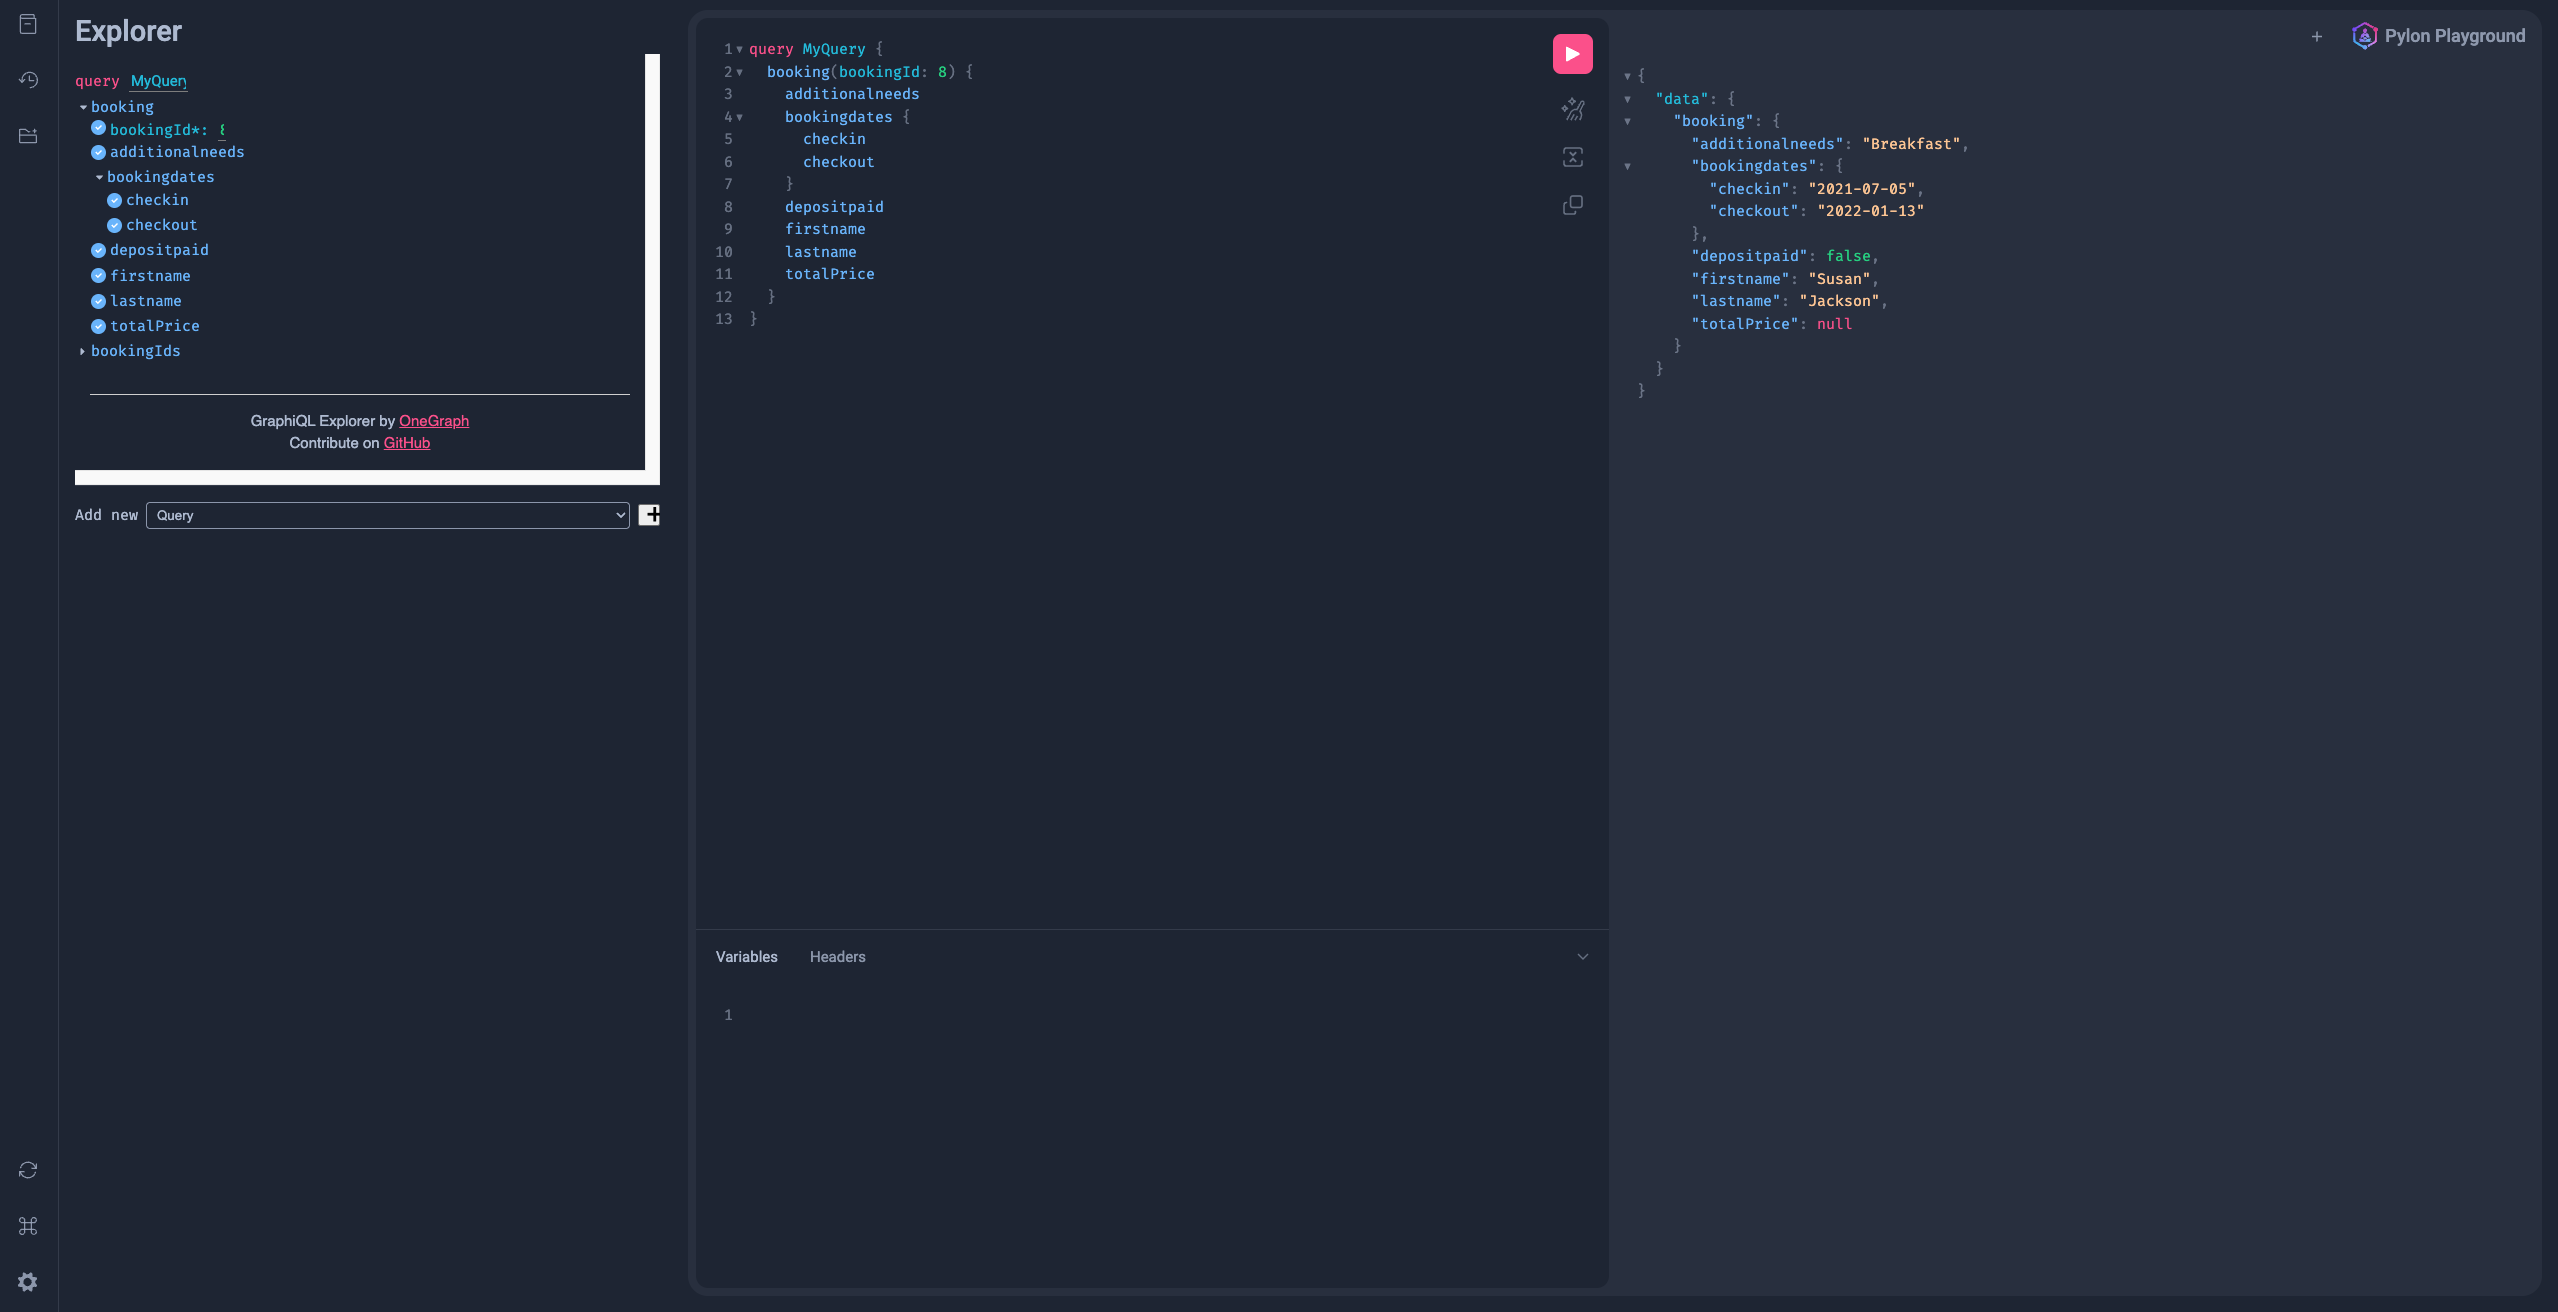 Explorer
query MyQuery
booking
bookingId*: 8
additionalneeds
bookingdates
checkin
checkout
depositpaid
firstname
lastname
totalPrice
bookingIds
GraphiQL Explorer by OneGraph
Contribute on GitHub
Add new Query +
1 query MyQuery {
2 booking(bookingId: 8) {
3 additionalneeds
4 bookingdates {
5 checkin
6 checkout
7 }
8 depositpaid
9 firstname
10 lastname
11 totalPrice
12 }
13 }
Variables Headers
1
+ Pylon Playground
{
"data": {
"booking": {
"additionalneeds": "Breakfast",
"bookingdates": {
"checkin": "2021-07-05",
"checkout": "2022-01-13"
},
"depositpaid": false,
"firstname": "Susan",
"lastname": "Jackson",
"totalPrice": null
}
}
}